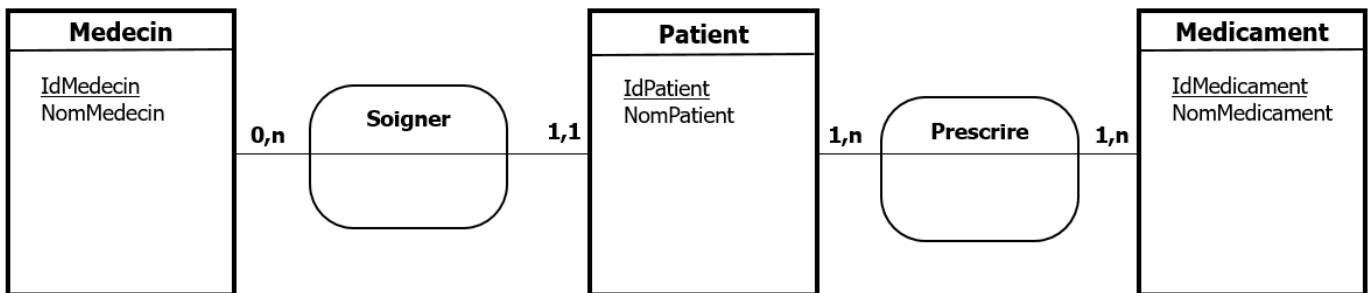 Medecin
IdMedecin
NomMedecin
0,n
Soigner
1,1
Patient
IdPatient
NomPatient
1,n
Prescrire
1,n
Medicament
IdMedicament
NomMedicament